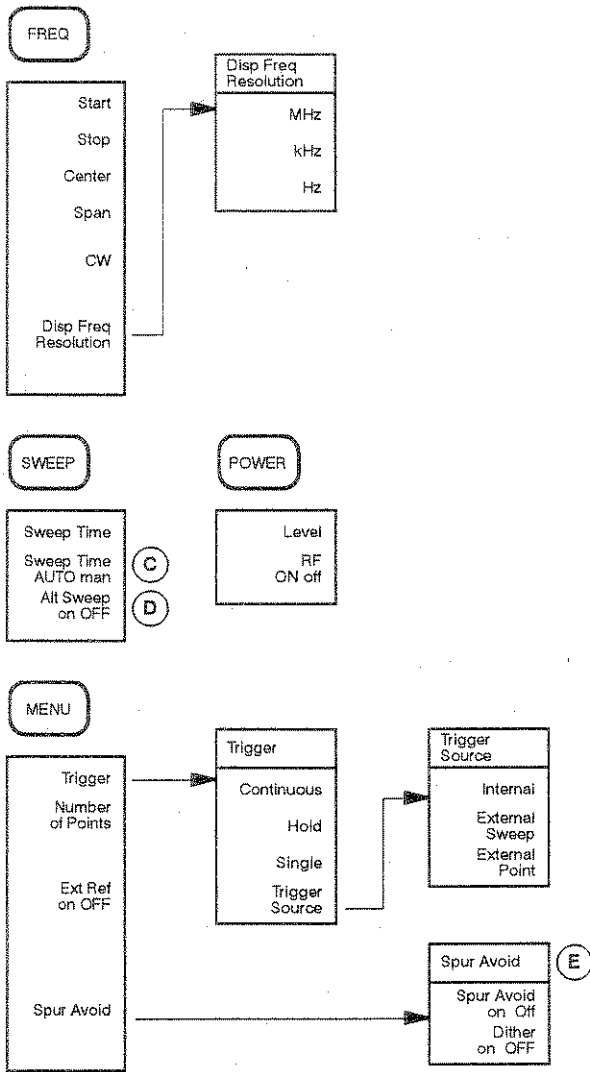 FREQ
Start
Stop
Center
Span
CW
Disp Freq
Resolution
Disp Freq
Resolution
MHz
kHz
Hz
SWEEP
Sweep Time
Sweep Time
AUTO man
C
Alt Sweep
on OFF
D
POWER
Level
RF
ON off
MENU
Trigger
Number
of Points
Ext Ref
on OFF
Spur Avoid
Trigger
Continuous
Hold
Single
Trigger
Source
Trigger
Source
Internal
External
Sweep
External
Point
Spur Avoid
E
Spur Avoid
on Off
Dither
on OFF